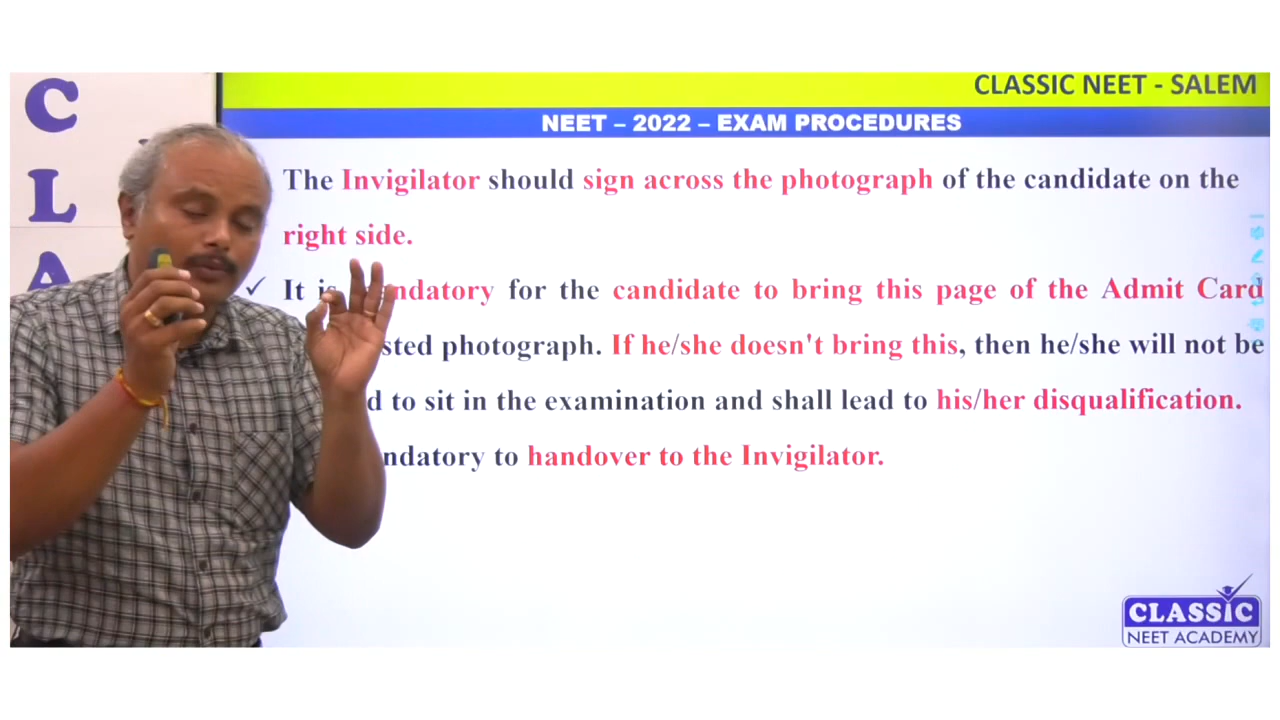 C
L
A
CLASSIC NEET - SALEM
NEET – 2022 – EXAM PROCEDURES
The Invigilator should sign across the photograph of the candidate on the
right side.
✓ It is for the candidate to bring this page of the Admit Card
photograph. If he/she doesn't bring this, then he/she will not be
to sit in the examination and shall lead to his/her disqualification.
to handover to the Invigilator.
CLASSIC
NEET ACADEMY